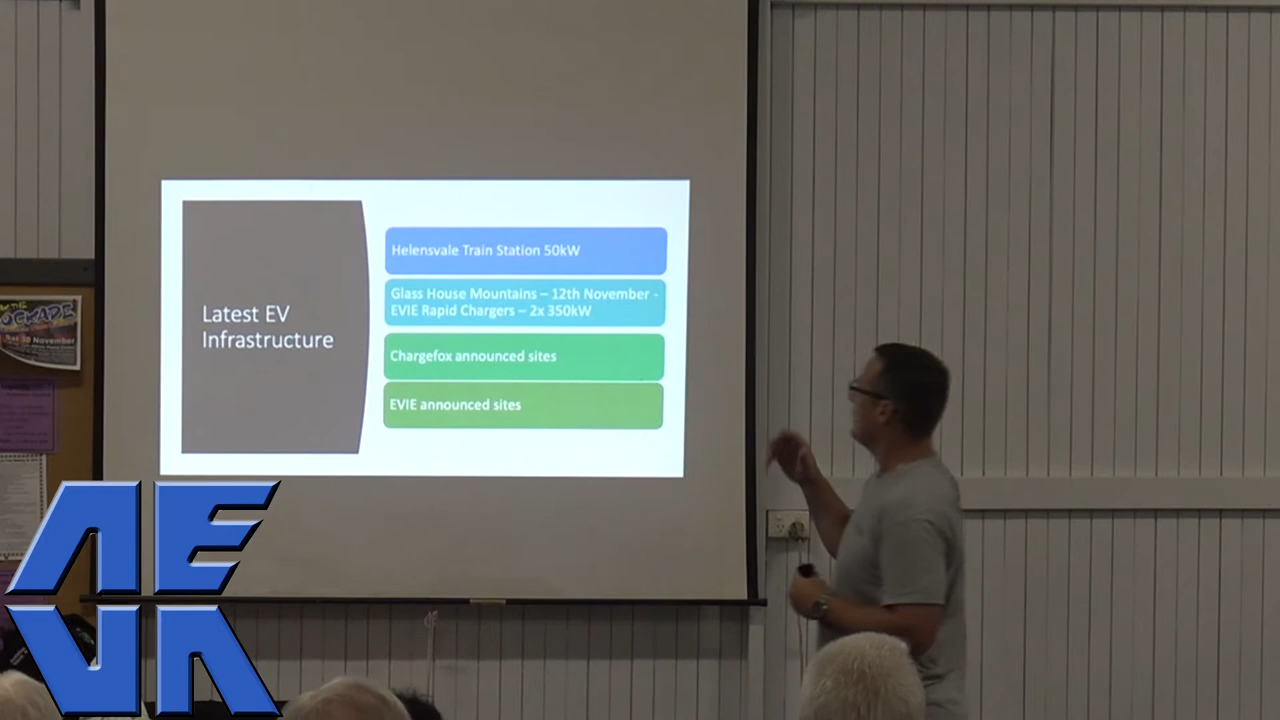 Latest EV
Infrastructure
Helensvale Train Station 50kW
Glass House Mountains – 12th November -
EVIE Rapid Chargers – 2x 350kW
Chargefox announced sites
EVIE announced sites
November
AE
VA